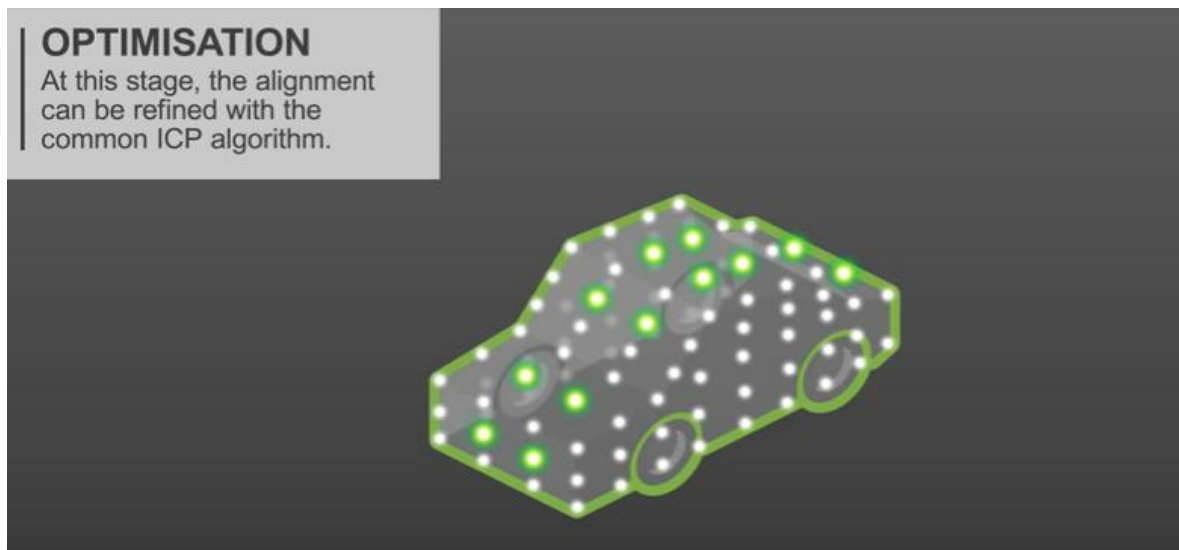 OPTIMISATION
At this stage, the alignment
can be refined with the
common ICP algorithm.